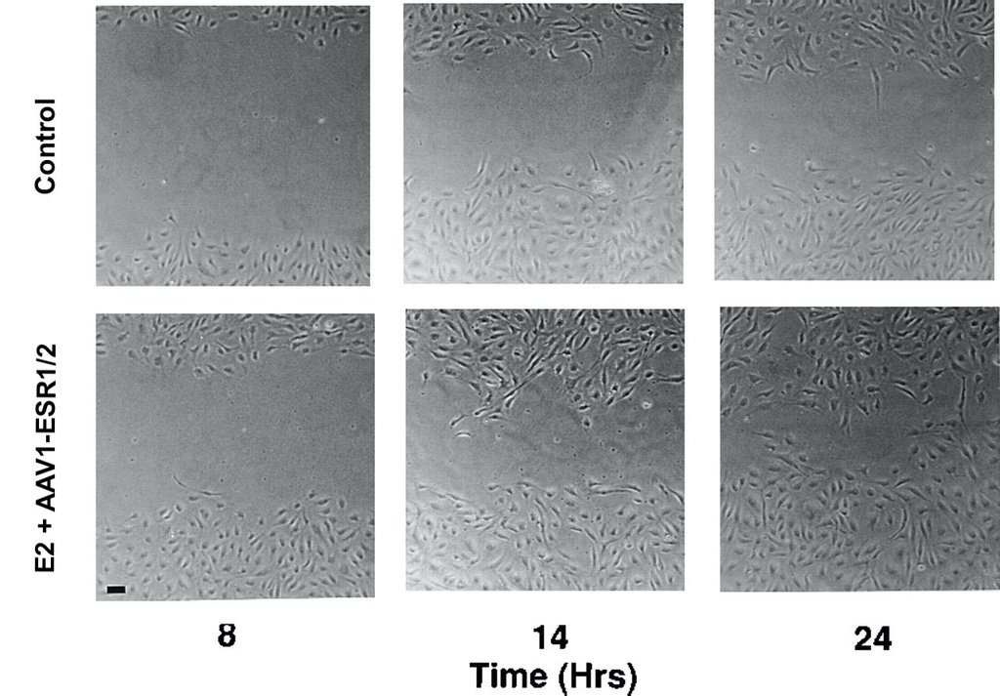 Control
E2 + AAV1-ESR1/2
8
14
24
Time (Hrs)